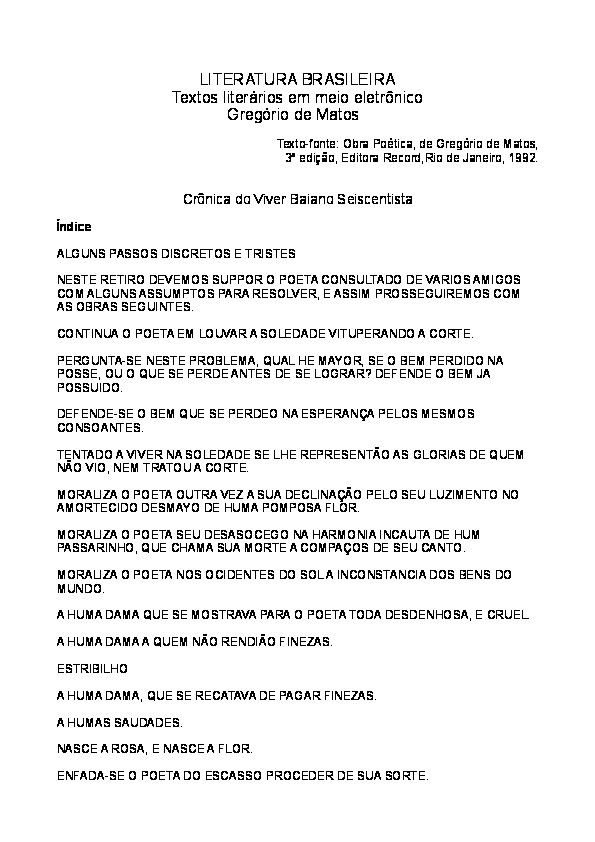 LITERATURA BRASILEIRA
Textos literários em meio eletrônico
Gregório de Matos
Texto-fonte: Obra Poética, de Gregório de Matos,
3ª edição, Editora Record, Rio de Janeiro, 1992.
Crônica do Viver Baiano Seiscentista
Índice
ALGUNS PASSOS DISCRETOS E TRISTES
NESTE RETIRO DEVEMOS SUPPOR O POETA CONSULTADO DE VARIOS AMIGOS
COM ALGUNS ASSUMPTOS PARA RESOLVER, E ASSIM PROSSEGUIREMOS COM
AS OBRAS SEGUINTES.
CONTINUA O POETA EM LOUVAR A SOLEDADE VITUPERANDO A CORTE.
PERGUNTA-SE NESTE PROBLEMA, QUAL HE MAYOR, SE O BEM PERDIDO NA
POSSE, OU O QUE SE PERDE ANTES DE SE LOGRAR? DEFENDE O BEM JA
POSSUIDO.
DEFENDE-SE O BEM QUE SE PERDEO NA ESPERANÇA PELOS MESMOS
CONSOANTES.
TENTADO A VIVER NA SOLEDADE SE LHE REPRESENTÃO AS GLORIAS DE QUEM
NÃO VIO, NEM TRATOU A CORTE.
MORALIZA O POETA OUTRA VEZ A SUA DECLINAÇÃO PELO SEU LUZIMENTO NO
AMORTECIDO DESMAYO DE HUMA POMPOSA FLOR.
MORALIZA O POETA SEU DESASOCEGO NA HARMONIA INCAUTA DE HUM
PASSARINHO, QUE CHAMA SUA MORTE A COMPAÇOS DE SEU CANTO.
MORALIZA O POETA NOS OCIDENTES DO SOL A INCONSTANCIA DOS BENS DO
MUNDO.
A HUMA DAMA QUE SE MOSTRAVA PARA O POETA TODA DESDENHOSA, E CRUEL.
A HUMA DAMA A QUEM NÃO RENDIÃO FINEZAS.
ESTRIBILHO
A HUMA DAMA, QUE SE RECATAVA DE PAGAR FINEZAS.
A HUMAS SAUDADES.
NASCE A ROSA, E NASCE A FLOR.
ENFADA-SE O POETA DO ESCASSO PROCEDER DE SUA SORTE.